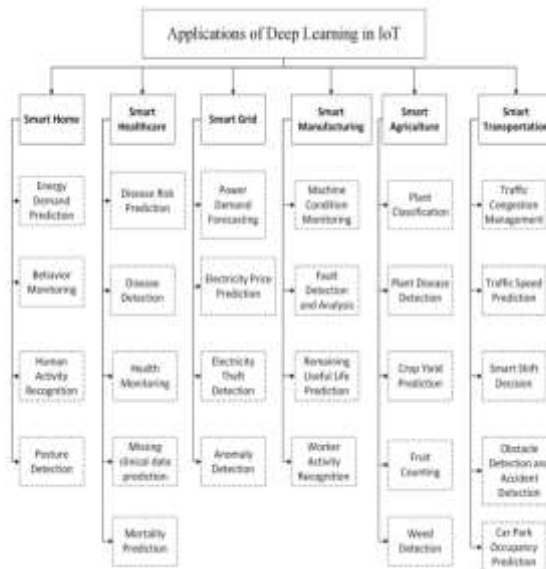 Applications of Deep Learning in IoT
Smart Home
Energy
Demand
Prediction
Behavior
Monitoring
Human
Activity
Recognition
Posture
Detection
Smart
Healthcare
Disease Risk
Prediction
Disease
Detection
Health
Monitoring
Missing
clinical data
prediction
Mortality
Prediction
Smart Grid
Power
Demand
Forecasting
Electricity Price
Prediction
Electricity
Theft Detection
Anomaly
Detection
Smart
Manufacturing
Machine
Condition
Monitoring
Fault
Detection
and Analysis
Remaining
Useful Life
Prediction
Worker
Activity
Recognition
Smart
Agriculture
Plant
Classification
Plant Disease
Detection
Crop Yield
Prediction
Fruit
Counting
Weed
Detection
Smart
Transportation
Traffic
Congestion
Management
Traffic Speed
Prediction
Smart Shift
Decision
Obstacle
Detection and
Accident
Detection
Car Park
Occupancy
Prediction